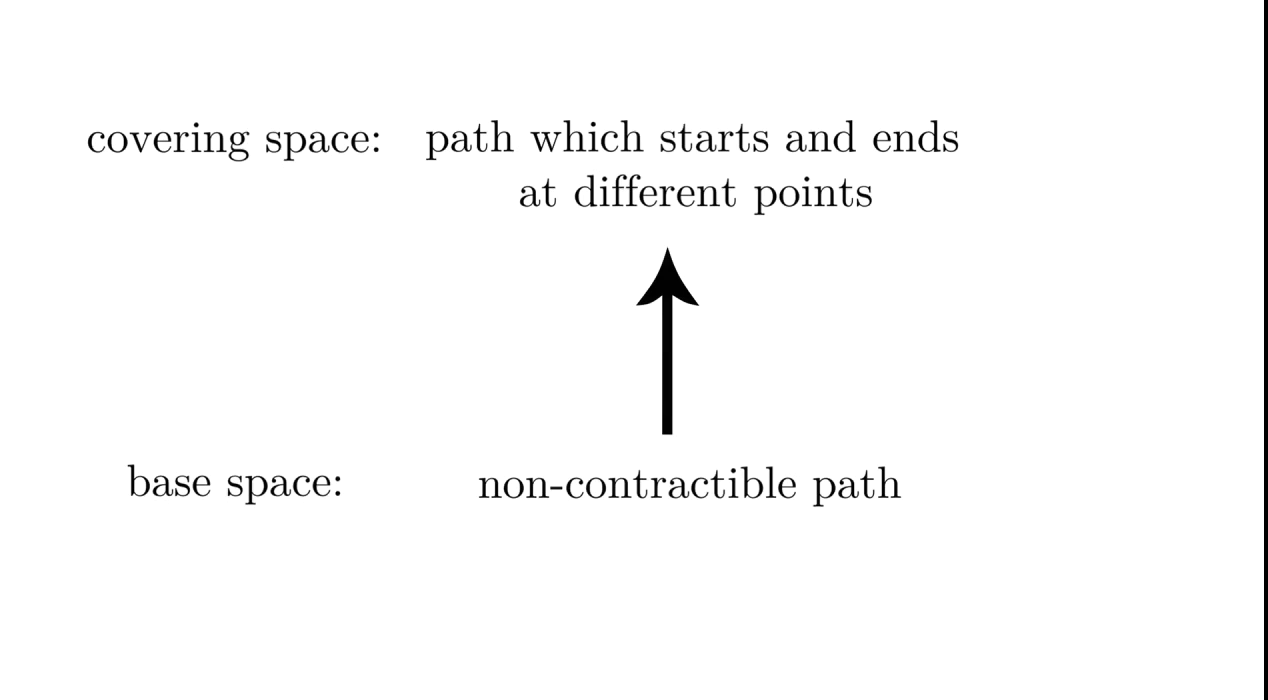 covering space: path which starts and ends
at different points
base space: non-contractible path